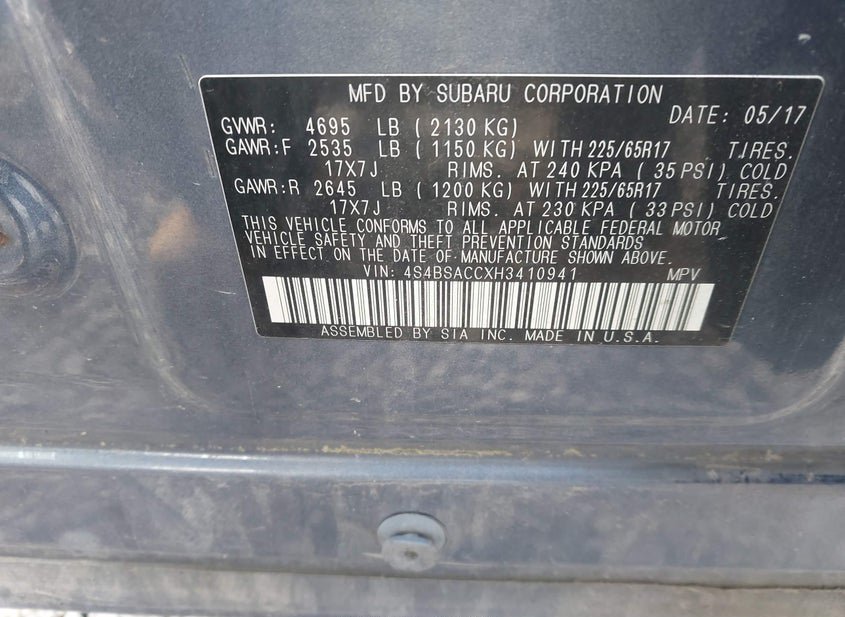 MFD BY SUBARU CORPORATION DATE: 05/17
GVWR: 4695 LB (2130 KG)
GAWR:F 2535 LB (1150 KG) WITH 225/65R17 TIRES.
17X7J RIMS. AT 240 KPA ( 35 PSI) COLD
GAWR:R 2645 LB (1200 KG) WITH 225/65R17 TIRES.
17X7J RIMS. AT 230 KPA ( 33 PSI) COLD
THIS VEHICLE CONFORMS TO ALL APPLICABLE FEDERAL MOTOR
VEHICLE SAFETY AND THEFT PREVENTION STANDARDS
IN EFFECT ON THE DATE OF MANUFACTURE SHOWN ABOVE.
VIN: 4S4BSACCXH3410941 MPV
ASSEMBLED BY SIA INC. MADE IN U.S.A.